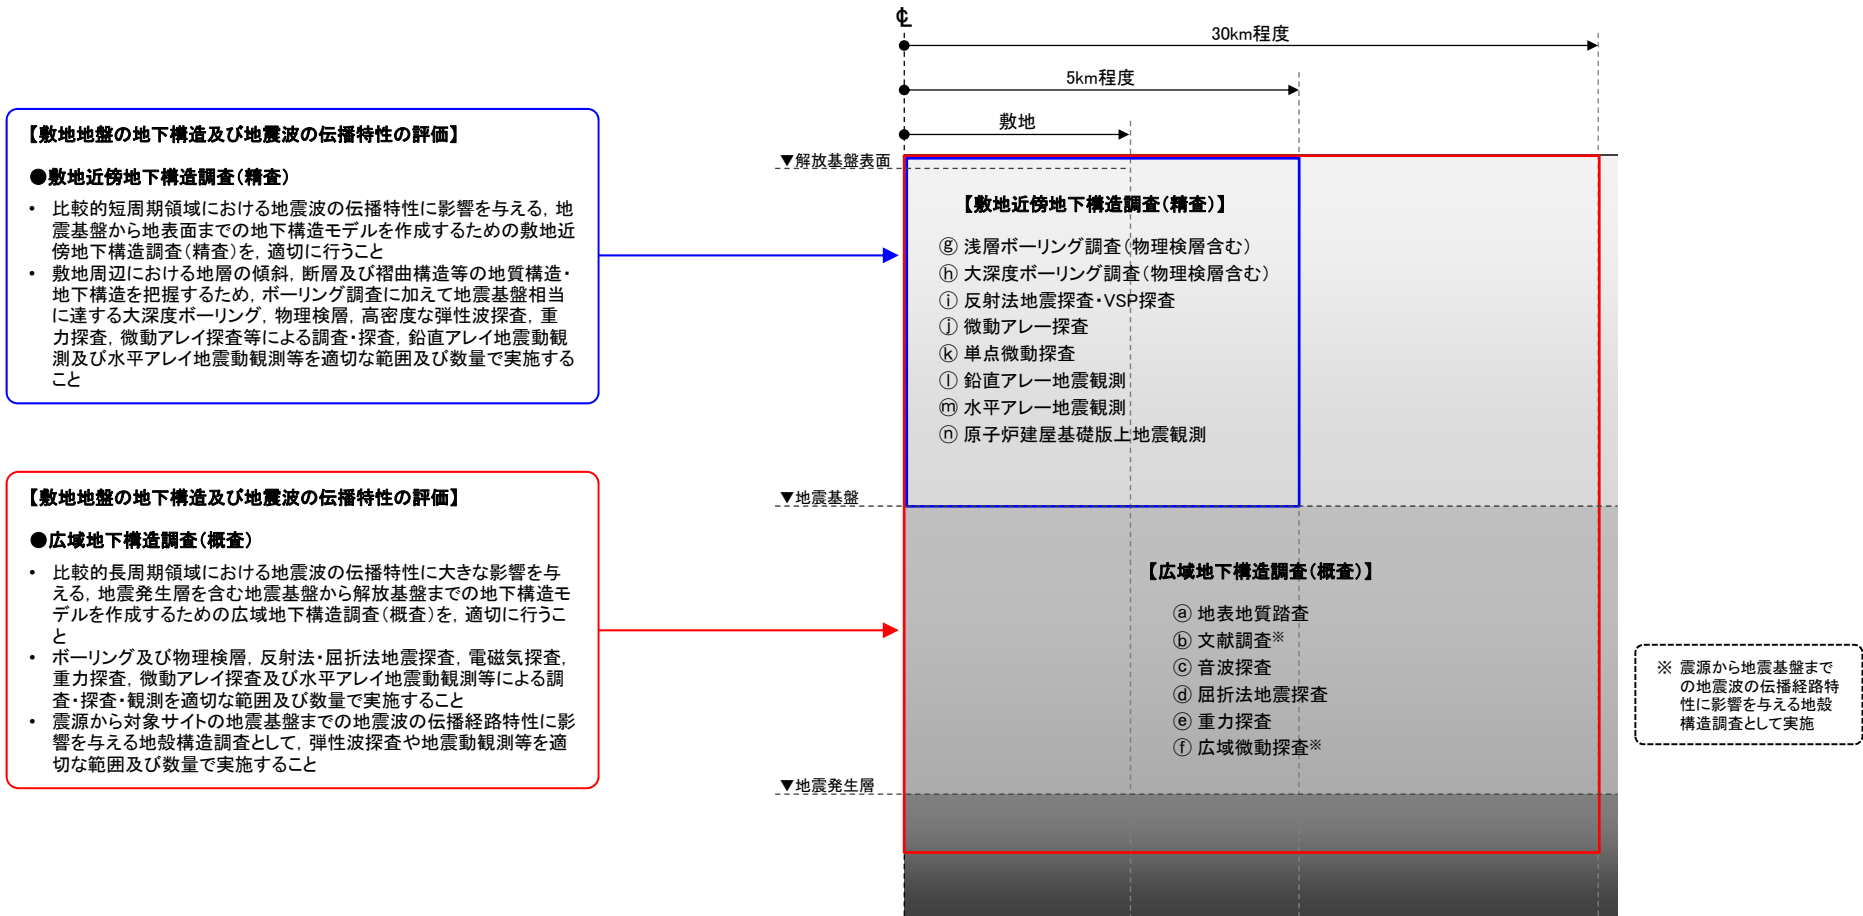 ℄
30km程度
5km程度
敷地
【敷地地盤の地下構造及び地震波の伝播特性の評価】
●敷地近傍地下構造調査(精査)
• 比較的短周期領域における地震波の伝播特性に影響を与える，地
震基盤から地表面までの地下構造モデルを作成するための敷地近
傍地下構造調査(精査)を，適切に行うこと
• 敷地周辺における地層の傾斜，断層及び褶曲構造等の地質構造・
地下構造を把握するため，ボーリング調査に加えて地震基盤相当
に達する大深度ボーリング，物理検層，高密度な弾性波探査，重
力探査，微動アレイ探査等による調査・探査，鉛直アレイ地震動観
測及び水平アレイ地震動観測等を適切な範囲及び数量で実施する
こと
▼解放基盤表面
【敷地近傍地下構造調査(精査)】
ⓖ 浅層ボーリング調査(物理検層含む)
ⓗ 大深度ボーリング調査(物理検層含む)
ⓘ 反射法地震探査・VSP探査
ⓙ 微動アレー探査
ⓚ 単点微動探査
ⓛ 鉛直アレー地震観測
ⓜ 水平アレー地震観測
ⓝ 原子炉建屋基礎版上地震観測
▼地震基盤
【敷地地盤の地下構造及び地震波の伝播特性の評価】
●広域地下構造調査(概査)
• 比較的長周期領域における地震波の伝播特性に大きな影響を与
える，地震発生層を含む地震基盤から解放基盤までの地下構造モ
デルを作成するための広域地下構造調査(概査)を，適切に行うこ
と
• ボーリング及び物理検層，反射法・屈折法地震探査，電磁気探査，
重力探査，微動アレイ探査及び水平アレイ地震動観測等による調
査・探査・観測を適切な範囲及び数量で実施すること
• 震源から対象サイトの地震基盤までの地震波の伝播経路特性に影
響を与える地殻構造調査として，弾性波探査や地震動観測等を適
切な範囲及び数量で実施すること
【広域地下構造調査(概査)】
ⓐ 地表地質踏査
ⓑ 文献調査※
ⓒ 音波探査
ⓓ 屈折法地震探査
ⓔ 重力探査
ⓕ 広域微動探査※
▼地震発生層
※ 震源から地震基盤まで
の地震波の伝播経路特
性に影響を与える地殻
構造調査として実施